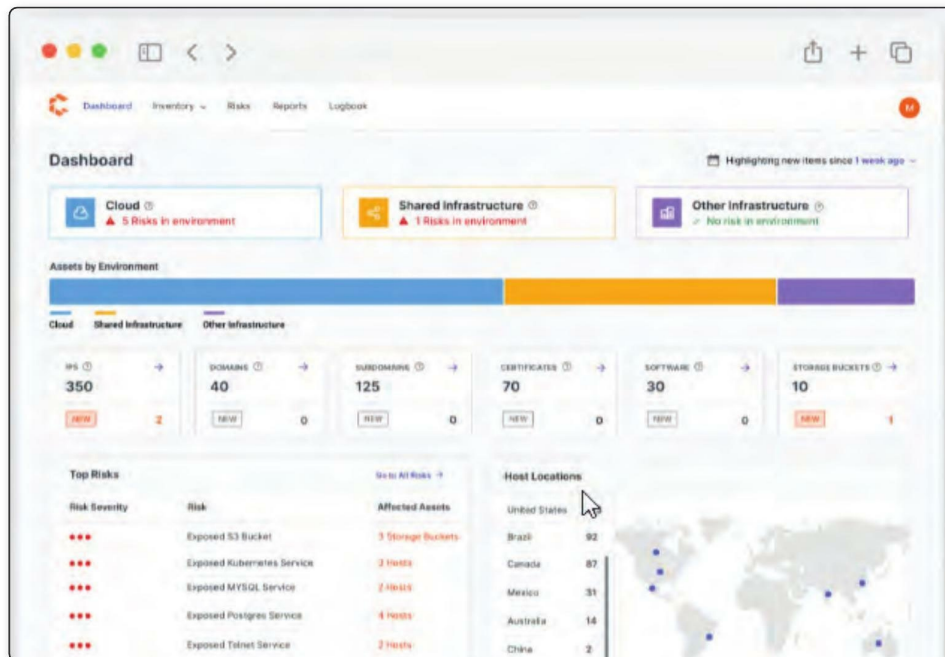 Dashboard Inventory Risks Reports Logbook M
Dashboard
Highlighting new items since 1 week ago
Cloud
5 Risks in environment
Shared Infrastructure
1 Risks in environment
Other Infrastructure
No risk in environment
Assets by Environment
Cloud Shared Infrastructure Other Infrastructure
IPS DOMAINS SUBDOMAINS CERTIFICATES SOFTWARE STORAGE BUCKETS
350 40 125 70 30 10
NEW 2 NEW 0 NEW 0 NEW 0 NEW 0 NEW 1
Top Risks Go to All Risks
Risk Severity Risk Affected Assets
Exposed S3 Bucket 3 Storage Buckets
Exposed Kubernetes Service Hosts
Exposed MYSQL Service 2 Hosts
Exposed Postgres Service 4 Hosts
Exposed Telnet Service 2 Hosts
Host Locations
United States
Brazil 92
Canada 87
Mexico 31
Australia 14
China 2